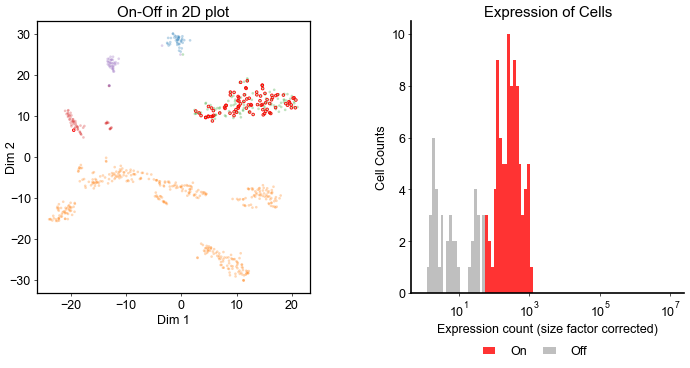 On-Off in 2D plot
30
20
10
0
−10
−20
−30
Dim 2
−20 −10 0 10 20
Dim 1
Expression of Cells
10
8
6
4
2
0
Cell Counts
10^1 10^3 10^5 10^7
Expression count (size factor corrected)
On Off